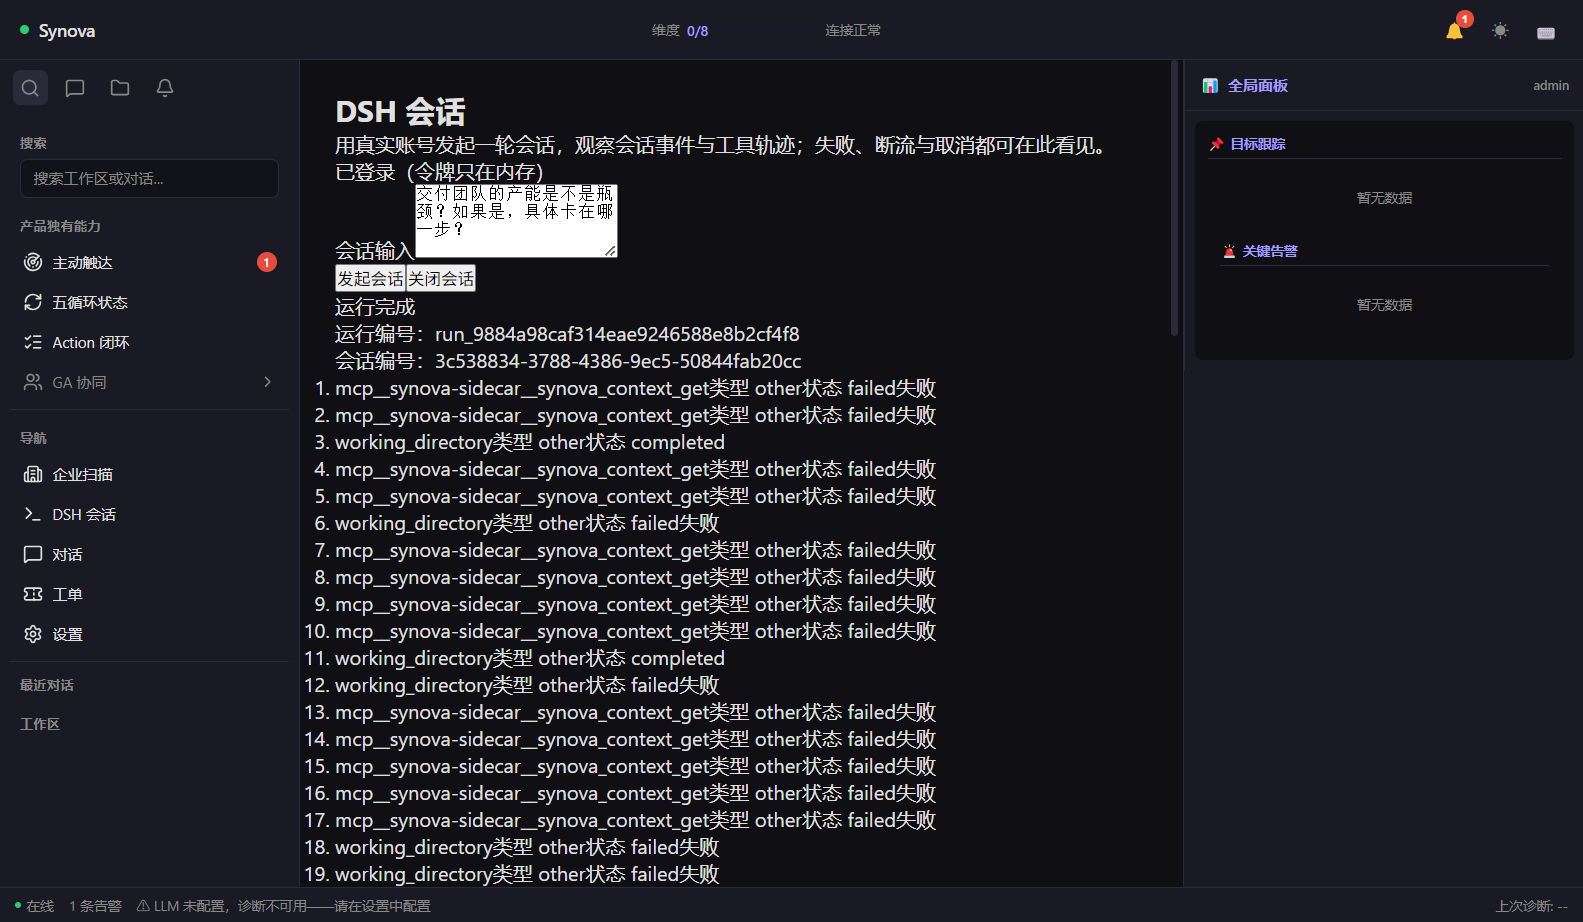 Synova
维度 0/8
连接正常
1
搜索
搜索工作区或对话...
产品独有能力
主动触达
1
五循环状态
Action 闭环
GA 协同
导航
企业扫描
DSH 会话
对话
工单
设置
最近对话
工作区
DSH 会话
用真实账号发起一轮会话，观察会话事件与工具轨迹；失败、断流与取消都可在此看见。
已登录（令牌只在内存）
交付团队的产能是不是瓶
颈？如果是，具体卡在哪
一步？
会话输入
发起会话 关闭会话
运行完成
运行编号：run_9884a98caf314eae9246588e8b2cf4f8
会话编号：3c538834-3788-4386-9ec5-50844fab20cc
1. mcp__synova-sidecar__synova_context_get类型 other状态 failed失败
2. mcp__synova-sidecar__synova_context_get类型 other状态 failed失败
3. working_directory类型 other状态 completed
4. mcp__synova-sidecar__synova_context_get类型 other状态 failed失败
5. mcp__synova-sidecar__synova_context_get类型 other状态 failed失败
6. working_directory类型 other状态 failed失败
7. mcp__synova-sidecar__synova_context_get类型 other状态 failed失败
8. mcp__synova-sidecar__synova_context_get类型 other状态 failed失败
9. mcp__synova-sidecar__synova_context_get类型 other状态 failed失败
10. mcp__synova-sidecar__synova_context_get类型 other状态 failed失败
11. working_directory类型 other状态 completed
12. working_directory类型 other状态 failed失败
13. mcp__synova-sidecar__synova_context_get类型 other状态 failed失败
14. mcp__synova-sidecar__synova_context_get类型 other状态 failed失败
15. mcp__synova-sidecar__synova_context_get类型 other状态 failed失败
16. mcp__synova-sidecar__synova_context_get类型 other状态 failed失败
17. mcp__synova-sidecar__synova_context_get类型 other状态 failed失败
18. working_directory类型 other状态 failed失败
19. working_directory类型 other状态 failed失败
全局面板
admin
目标跟踪
暂无数据
关键告警
暂无数据
在线 1 条告警 ⚠ LLM 未配置，诊断不可用——请在设置中配置
上次诊断: --